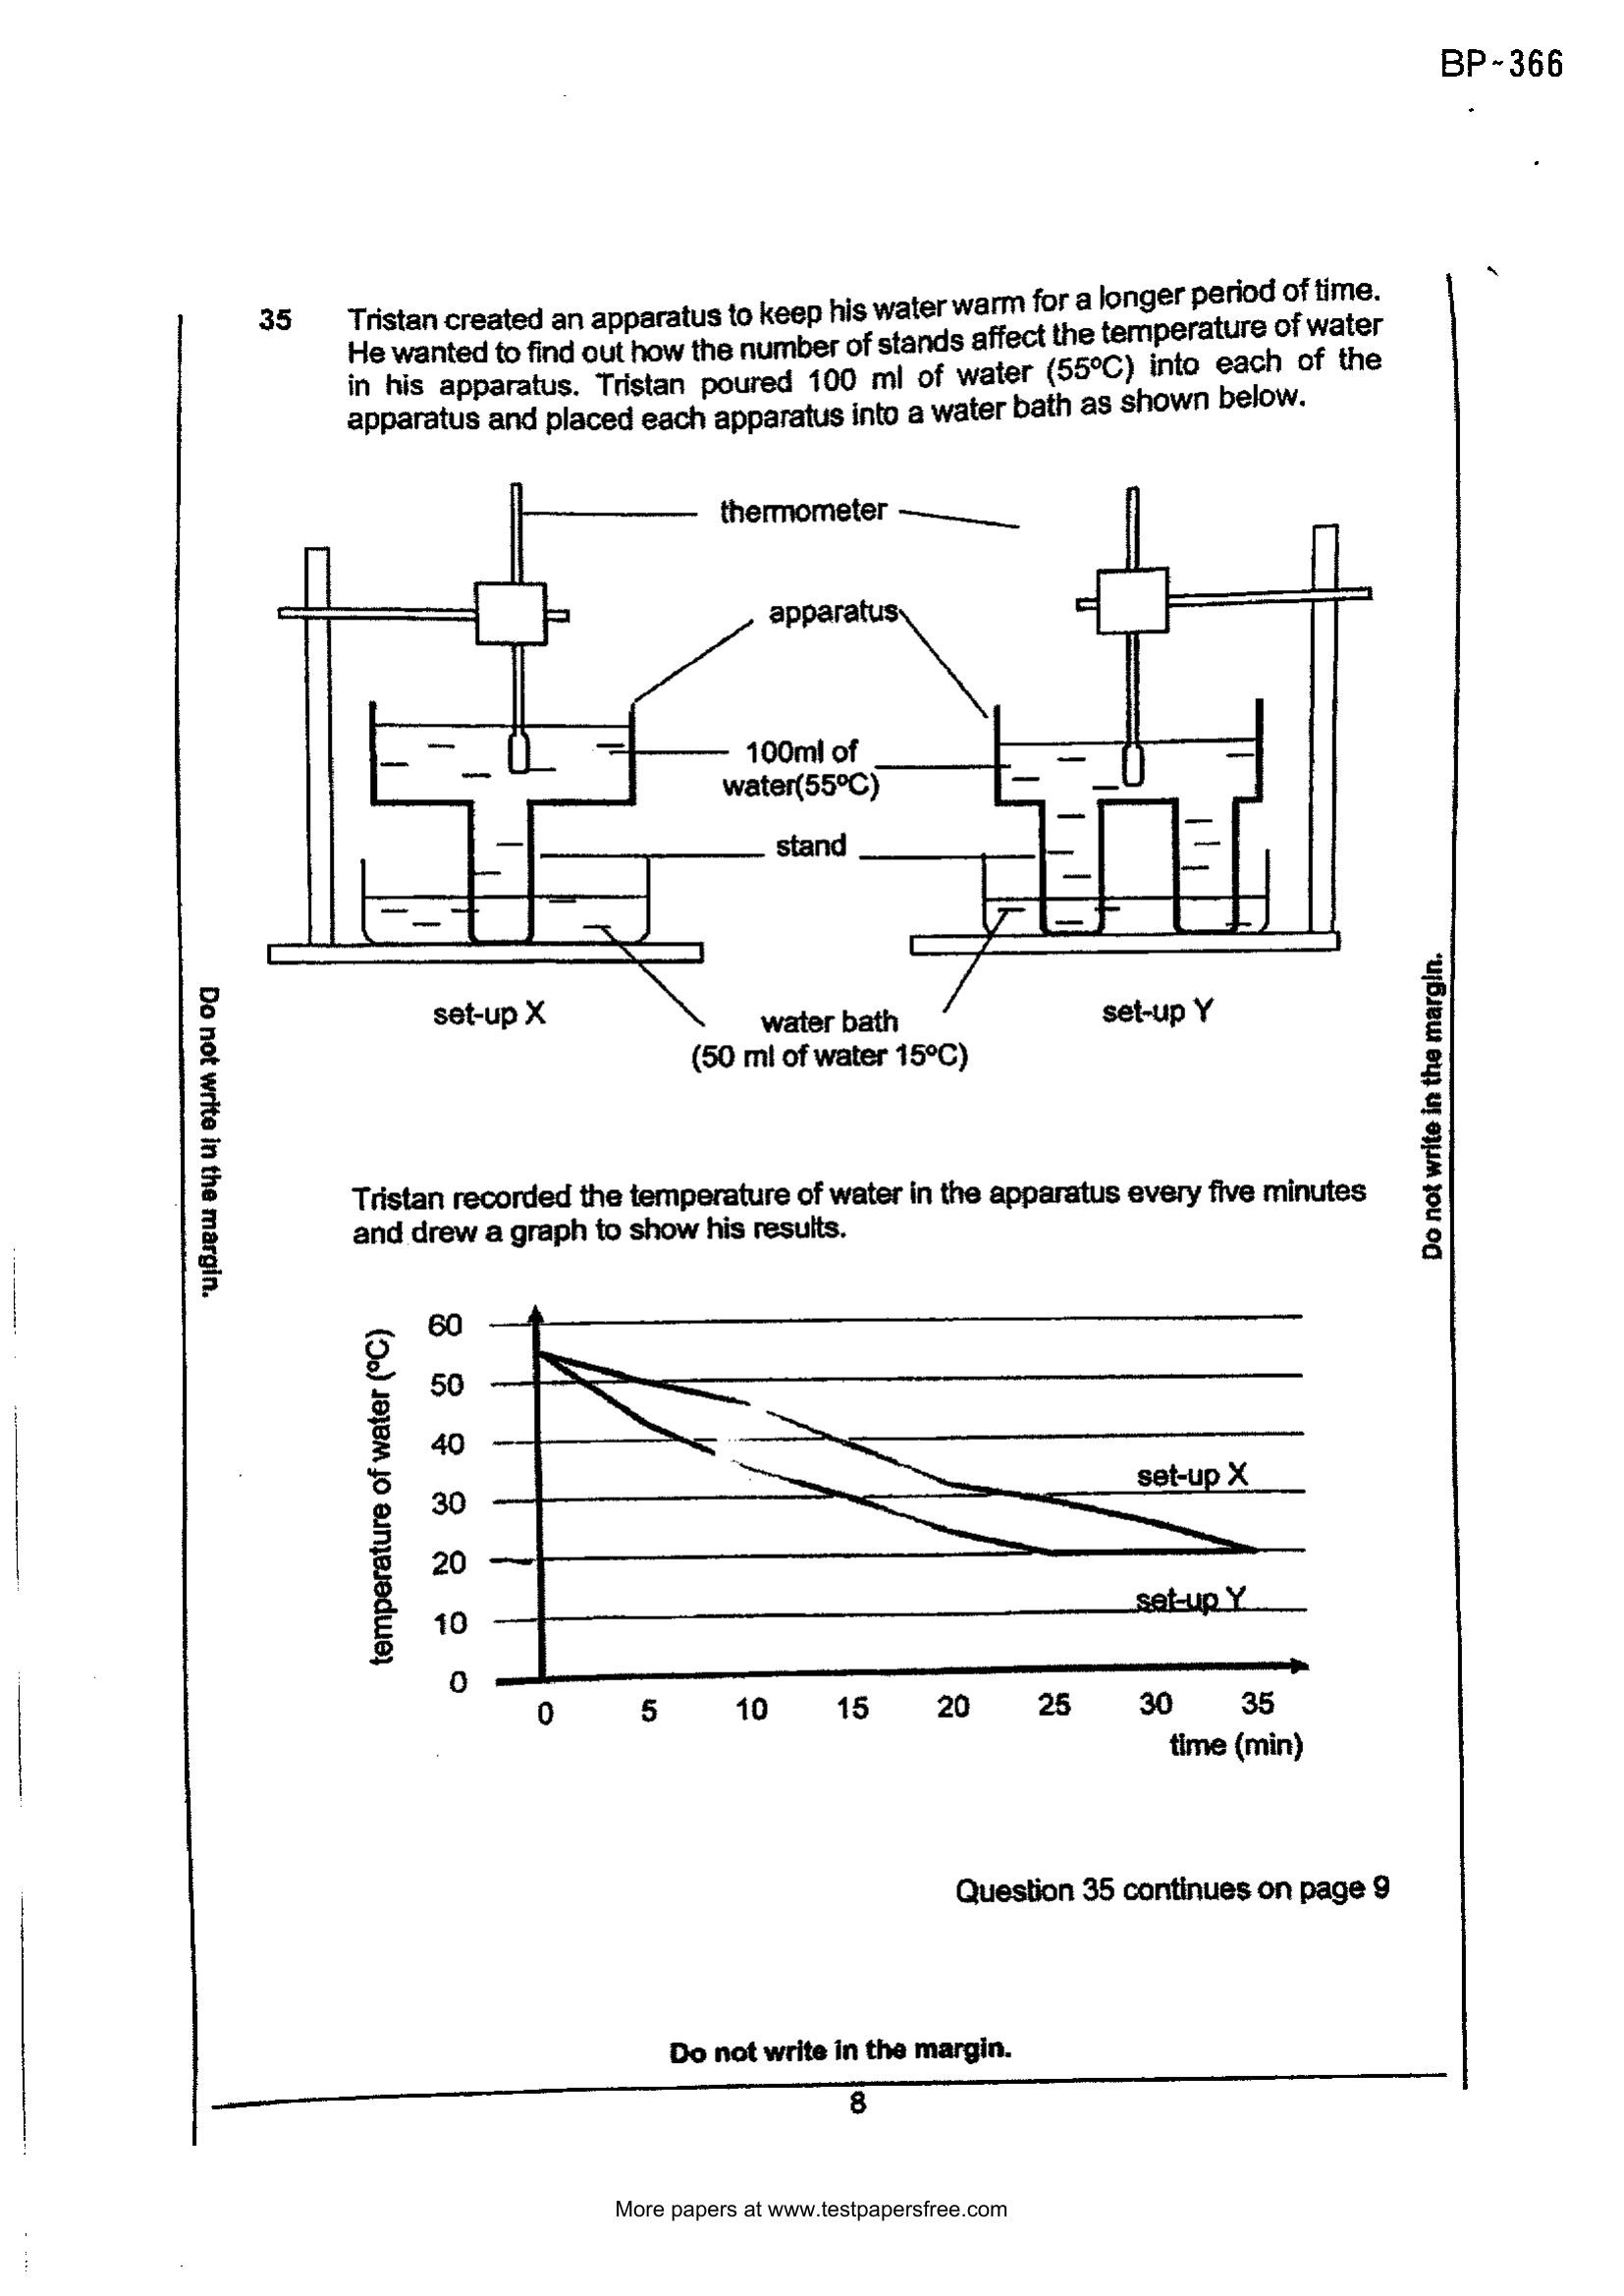 BP-366
35 Tristan created an apparatus to keep his water warm for a longer period of time.
He wanted to find out how the number of stands affect the temperature of water
in his apparatus. Tristan poured 100 ml of water (55ºC) into each of the
apparatus and placed each apparatus into a water bath as shown below.
thermometer
apparatus
100ml of
water(55ºC)
stand
set-up X
water bath
(50 ml of water 15ºC)
set-up Y
Do not write in the margin.
Do not write in the margin.
Tristan recorded the temperature of water in the apparatus every five minutes
and drew a graph to show his results.
temperature of water (ºC)
60
50
40
30
20
10
0
set-up X
set-up Y
0 5 10 15 20 25 30 35
time (min)
Question 35 continues on page 9
Do not write in the margin.
8
More papers at www.testpapersfree.com